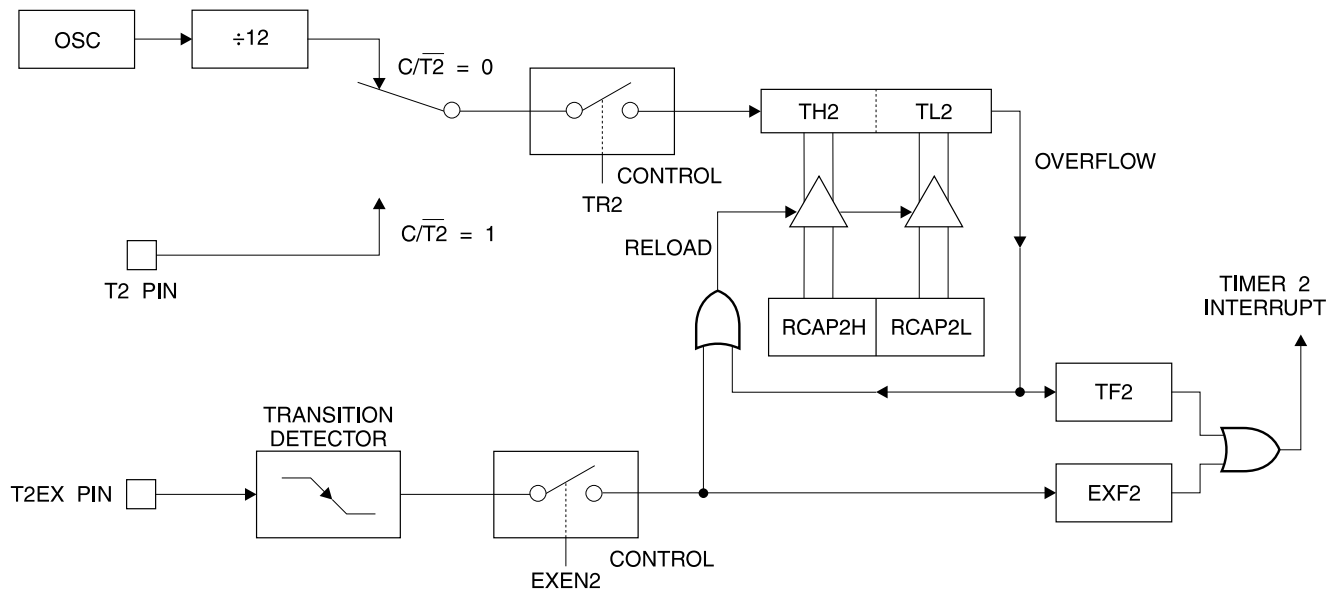 OSC
÷12
C/T2̅ = 0
TH2
TL2
OVERFLOW
CONTROL
TR2
C/T2̅ = 1
T2 PIN
RELOAD
RCAP2H
RCAP2L
TIMER 2
INTERRUPT
TF2
TRANSITION
DETECTOR
T2EX PIN
EXF2
CONTROL
EXEN2